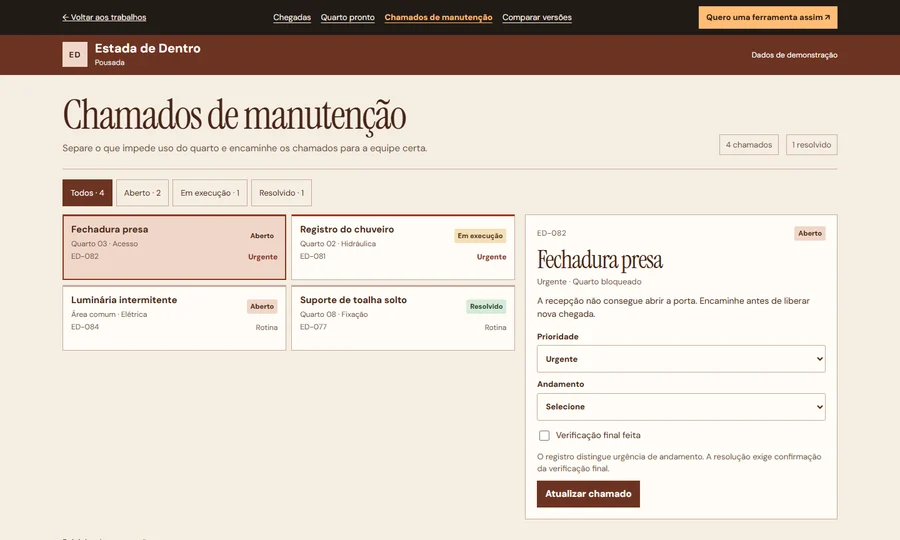 ← Voltar aos trabalhos
Chegadas
Quarto pronto
Chamados de manutenção
Comparar versões
Quero uma ferramenta assim ↗
ED
Estada de Dentro
Pousada
Dados de demonstração
Chamados de manutenção
Separe o que impede uso do quarto e encaminhe os chamados para a equipe certa.
4 chamados
1 resolvido
Todos · 4
Aberto · 2
Em execução · 1
Resolvido · 1
Fechadura presa
Quarto 03 · Acesso
ED-082
Aberto
Urgente
Registro do chuveiro
Quarto 02 · Hidráulica
ED-081
Em execução
Urgente
Luminária intermitente
Área comum · Elétrica
ED-084
Aberto
Rotina
Suporte de toalha solto
Quarto 08 · Fixação
ED-077
Resolvido
Rotina
ED-082
Aberto
Fechadura presa
Urgente · Quarto bloqueado
A recepção não consegue abrir a porta. Encaminhe antes de liberar
nova chegada.
Prioridade
Urgente
Andamento
Selecione
Verificação final feita
O registro distingue urgência de andamento. A resolução exige confirmação
da verificação final.
Atualizar chamado